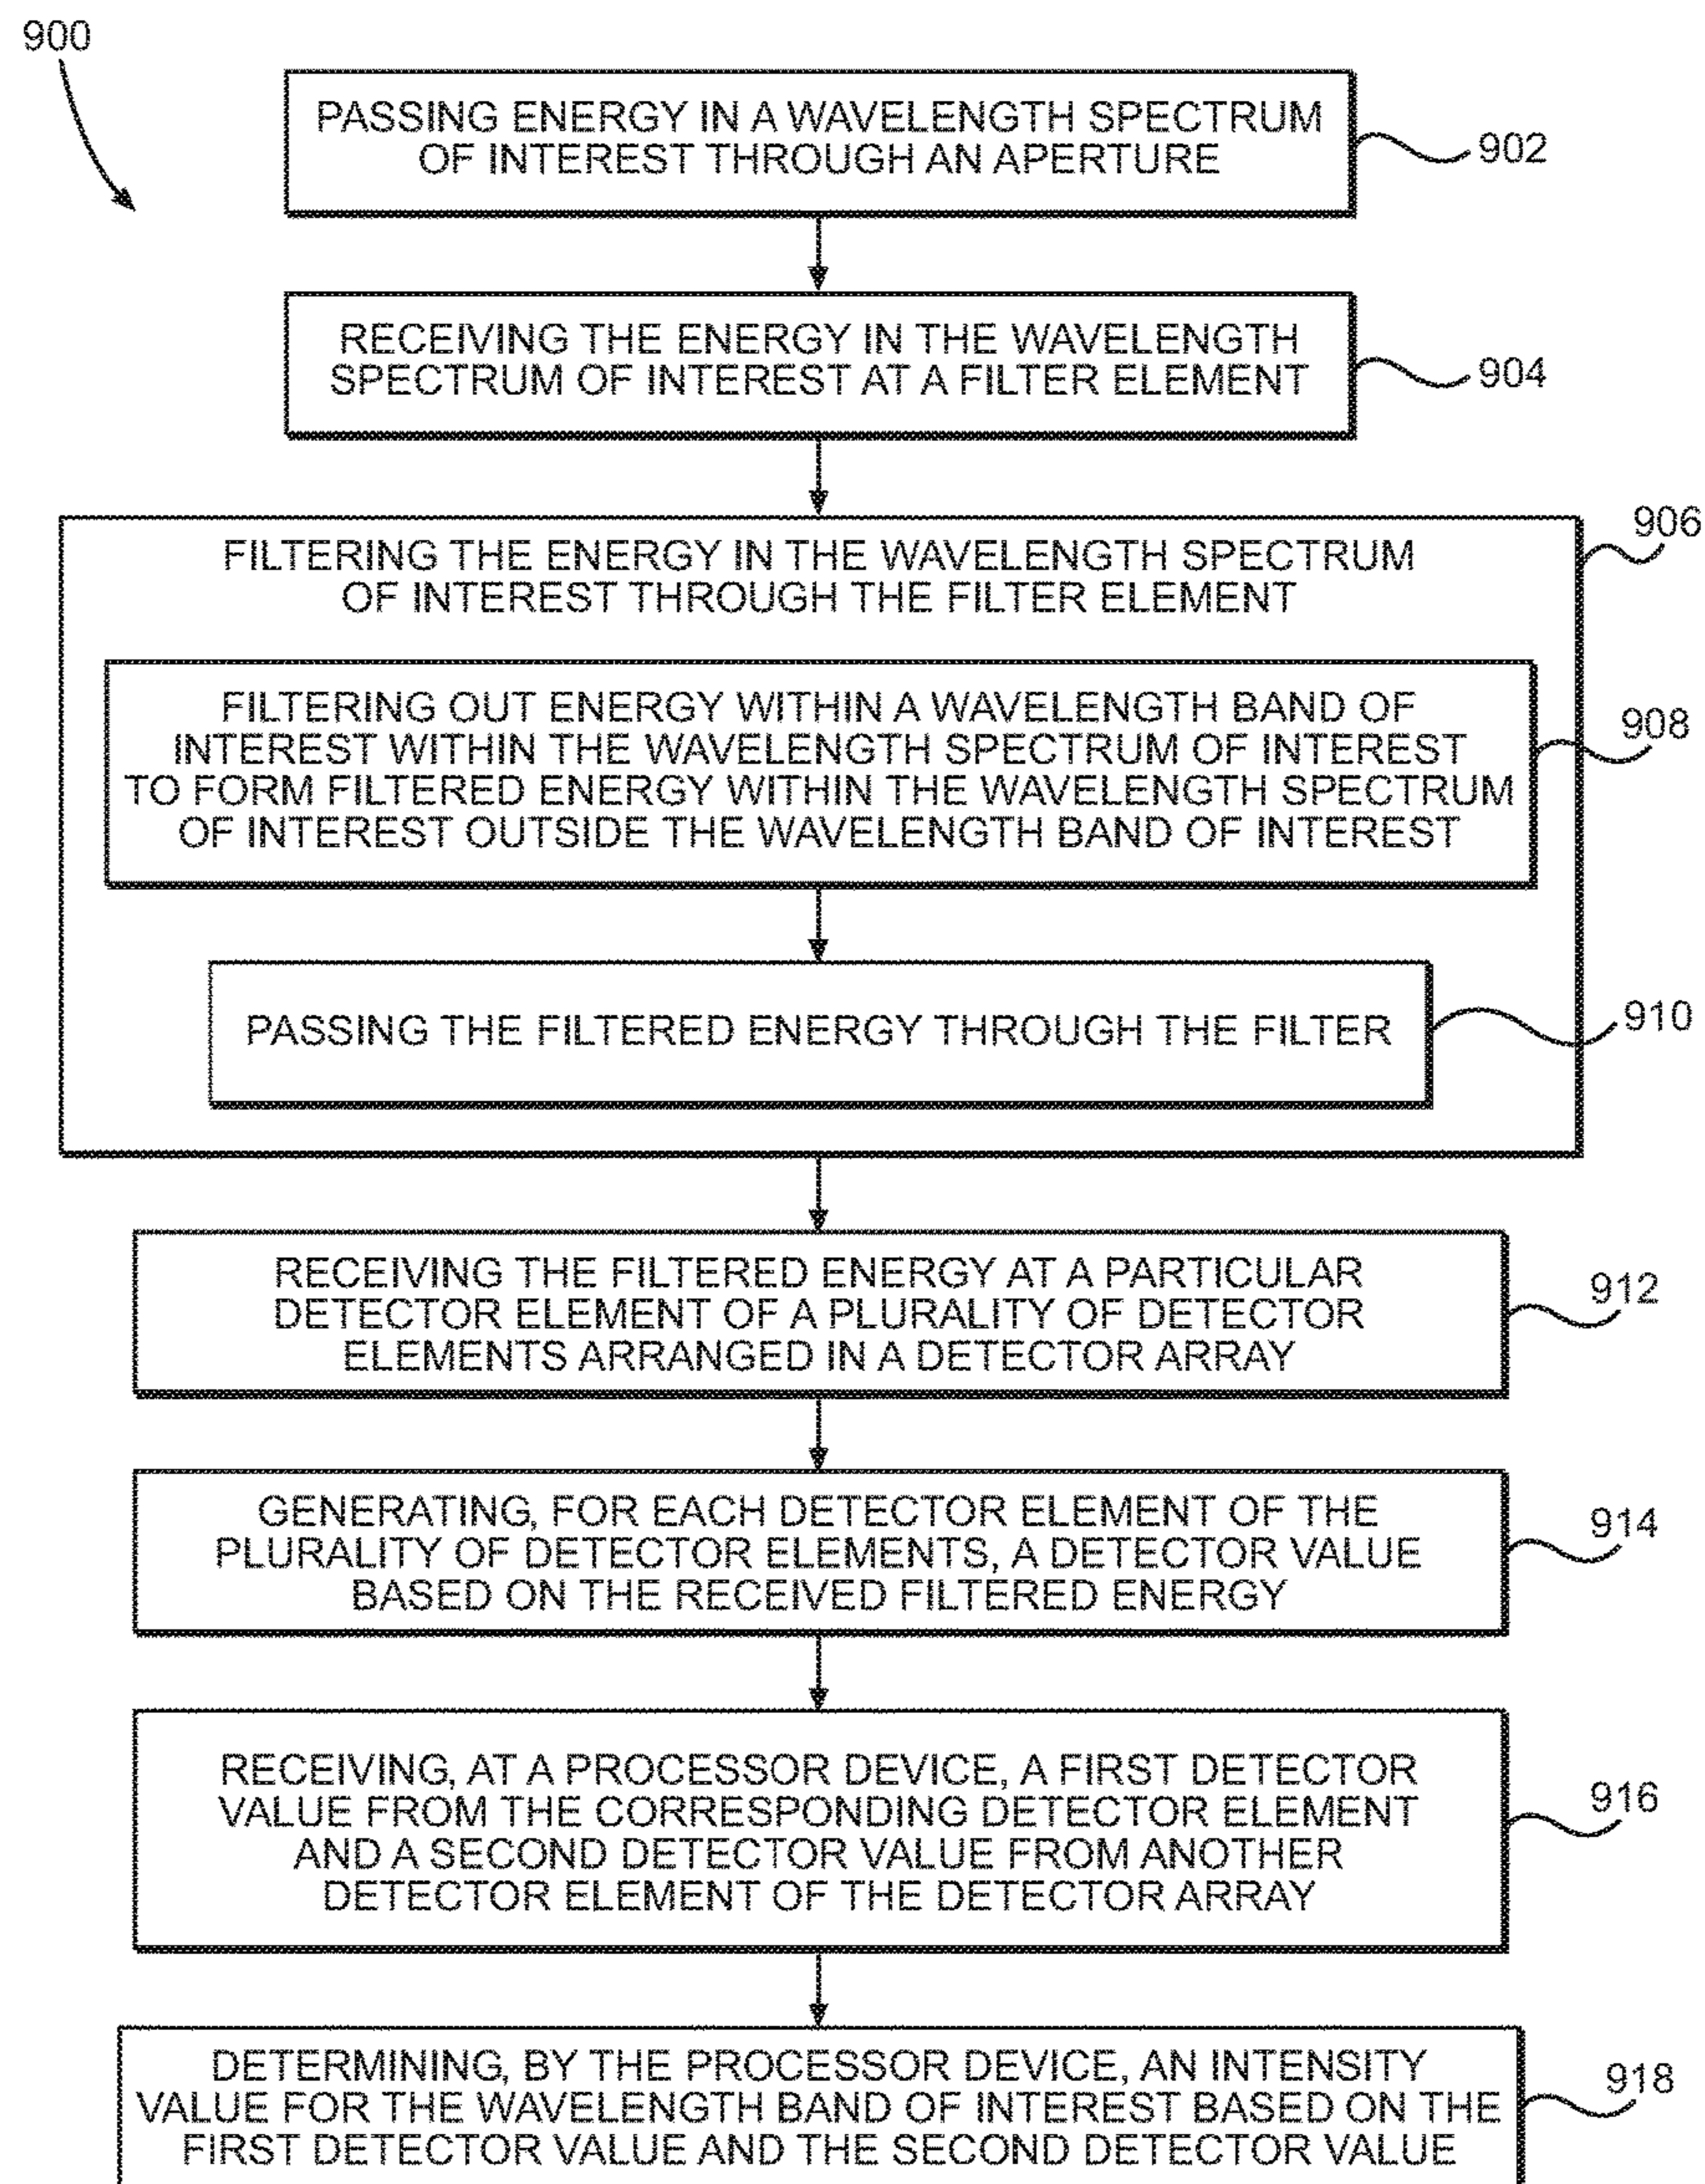 900
PASSING ENERGY IN A WAVELENGTH SPECTRUM
OF INTEREST THROUGH AN APERTURE
902
RECEIVING THE ENERGY IN THE WAVELENGTH
SPECTRUM OF INTEREST AT A FILTER ELEMENT
904
906
FILTERING THE ENERGY IN THE WAVELENGTH SPECTRUM
OF INTEREST THROUGH THE FILTER ELEMENT
FILTERING OUT ENERGY WITHIN A WAVELENGTH BAND OF
INTEREST WITHIN THE WAVELENGTH SPECTRUM OF INTEREST
TO FORM FILTERED ENERGY WITHIN THE WAVELENGTH SPECTRUM
OF INTEREST OUTSIDE THE WAVELENGTH BAND OF INTEREST
908
PASSING THE FILTERED ENERGY THROUGH THE FILTER
910
RECEIVING THE FILTERED ENERGY AT A PARTICULAR
DETECTOR ELEMENT OF A PLURALITY OF DETECTOR
ELEMENTS ARRANGED IN A DETECTOR ARRAY
912
GENERATING, FOR EACH DETECTOR ELEMENT OF THE
PLURALITY OF DETECTOR ELEMENTS, A DETECTOR VALUE
BASED ON THE RECEIVED FILTERED ENERGY
914
RECEIVING, AT A PROCESSOR DEVICE, A FIRST DETECTOR
VALUE FROM THE CORRESPONDING DETECTOR ELEMENT
AND A SECOND DETECTOR VALUE FROM ANOTHER
DETECTOR ELEMENT OF THE DETECTOR ARRAY
916
DETERMINING, BY THE PROCESSOR DEVICE, AN INTENSITY
VALUE FOR THE WAVELENGTH BAND OF INTEREST BASED ON THE
FIRST DETECTOR VALUE AND THE SECOND DETECTOR VALUE
918